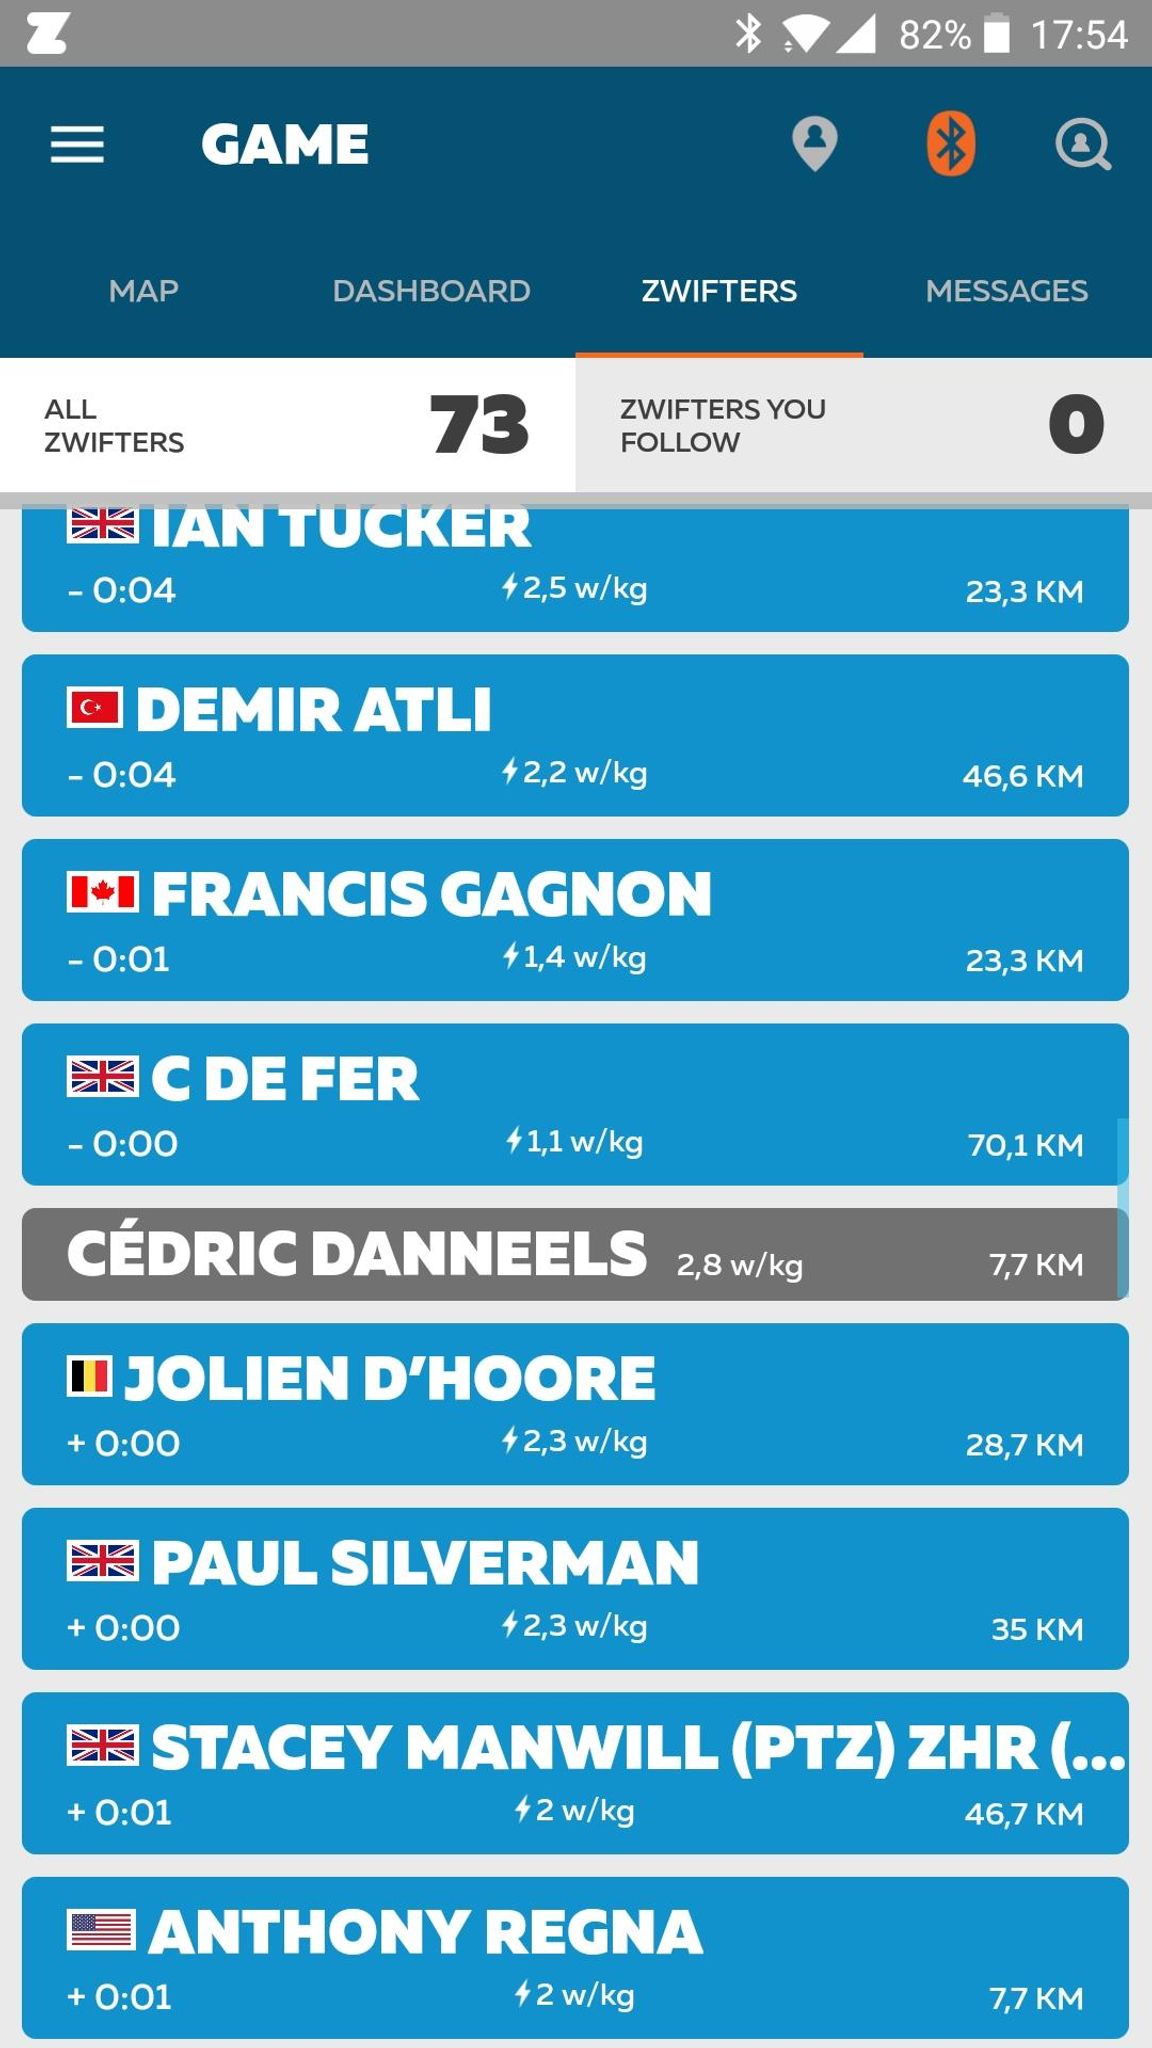 82% 17:54
GAME
MAP DASHBOARD ZWIFTERS MESSAGES
ALL ZWIFTERS 73 ZWIFTERS YOU FOLLOW 0
IAN TUCKER
- 0:04 2,5 w/kg 23,3 KM
DEMIR ATLI
- 0:04 2,2 w/kg 46,6 KM
FRANCIS GAGNON
- 0:01 1,4 w/kg 23,3 KM
C DE FER
- 0:00 1,1 w/kg 70,1 KM
CÉDRIC DANNEELS 2,8 w/kg 7,7 KM
JOLIEN D’HOORE
+ 0:00 2,3 w/kg 28,7 KM
PAUL SILVERMAN
+ 0:00 2,3 w/kg 35 KM
STACEY MANWILL (PTZ) ZHR (...
+ 0:01 2 w/kg 46,7 KM
ANTHONY REGNA
+ 0:01 2 w/kg 7,7 KM